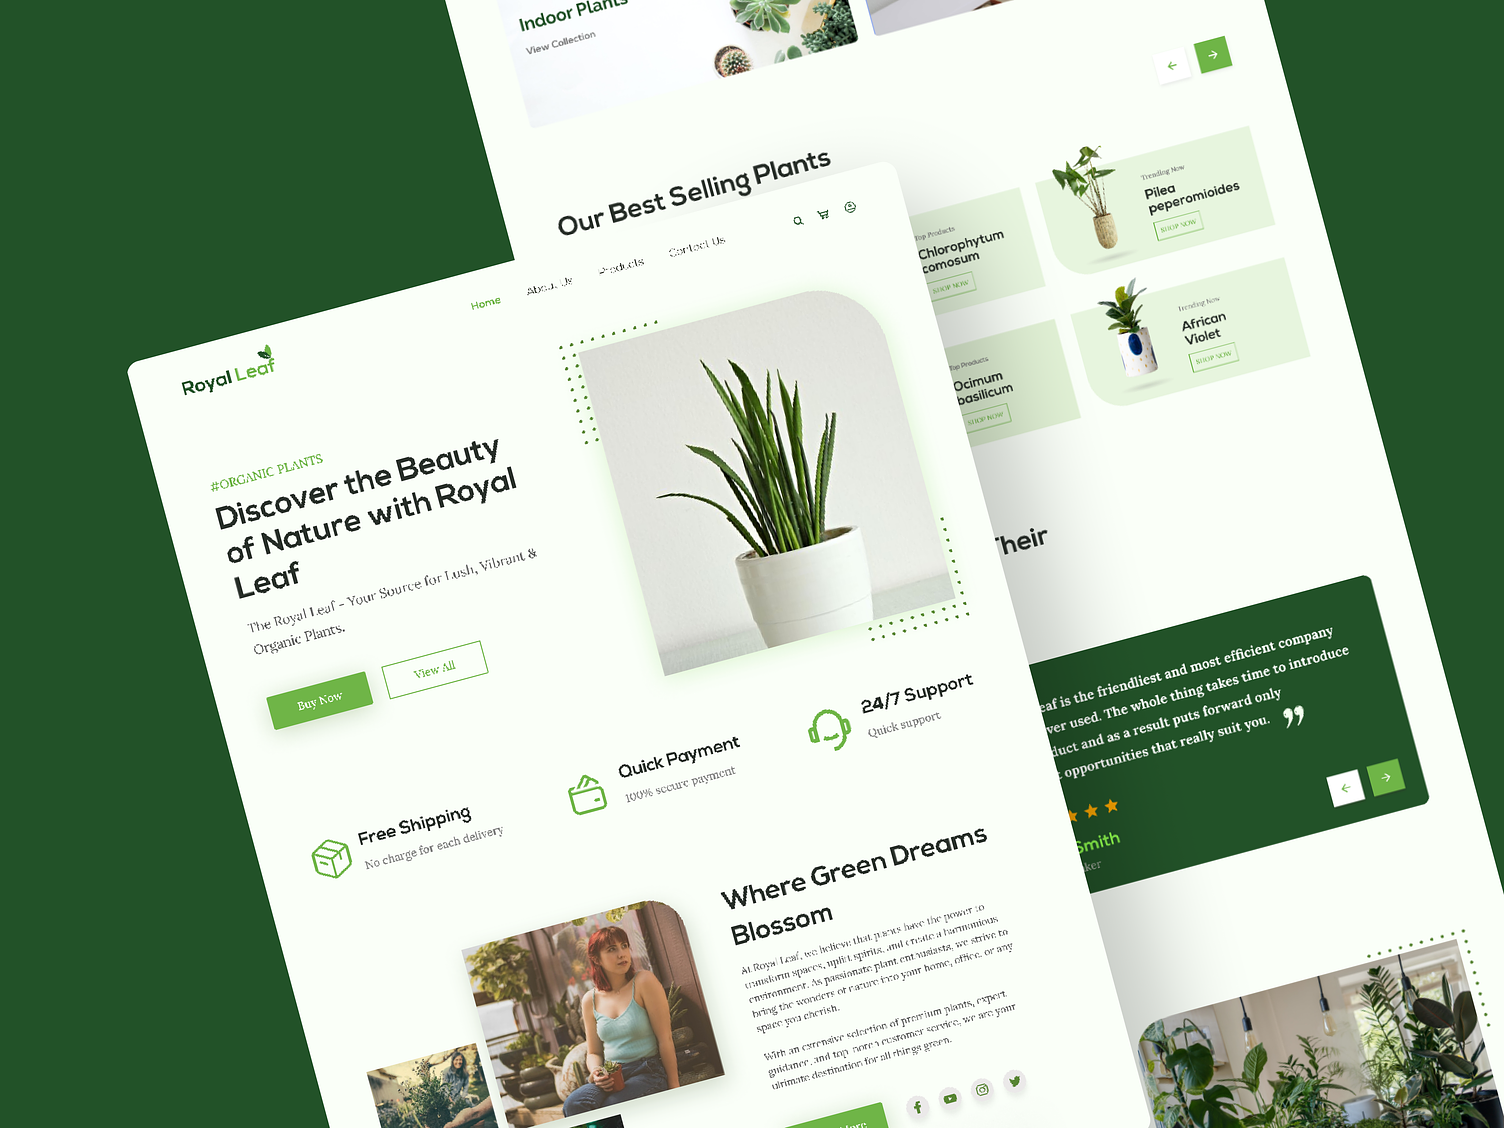 Indoor Plants
View Collection
Our Best Selling Plants
Top Products
Chlorophytum
comosum
SHOP NOW
Trending Now
Pilea
peperomioides
SHOP NOW
Top Products
Ocimum
basilicum
SHOP NOW
Trending Now
African
Violet
SHOP NOW
Their
eaf is the friendliest and most efficient company
ver used. The whole thing takes time to introduce
duct and as a result puts forward only
opportunities that really suit you.
Smith
ker
Royal Leaf
Home
About Us
Products
Contact Us
#ORGANIC PLANTS
Discover the Beauty
of Nature with Royal
Leaf
The Royal Leaf - Your Source for Lush, Vibrant &
Organic Plants.
Buy Now
View All
Free Shipping
No charge for each delivery
Quick Payment
100% secure payment
24/7 Support
Quick support
Where Green Dreams
Blossom
At Royal Leaf, we believe that plants have the power to
transform spaces, uplift spirits, and create a harmonious
environment. As passionate plant enthusiasts, we strive to
bring the wonders of nature into your home, office, or any
space you cherish.
With an extensive selection of premium plants, expert
guidance, and top-notch customer service, we are your
ultimate destination for all things green.
More